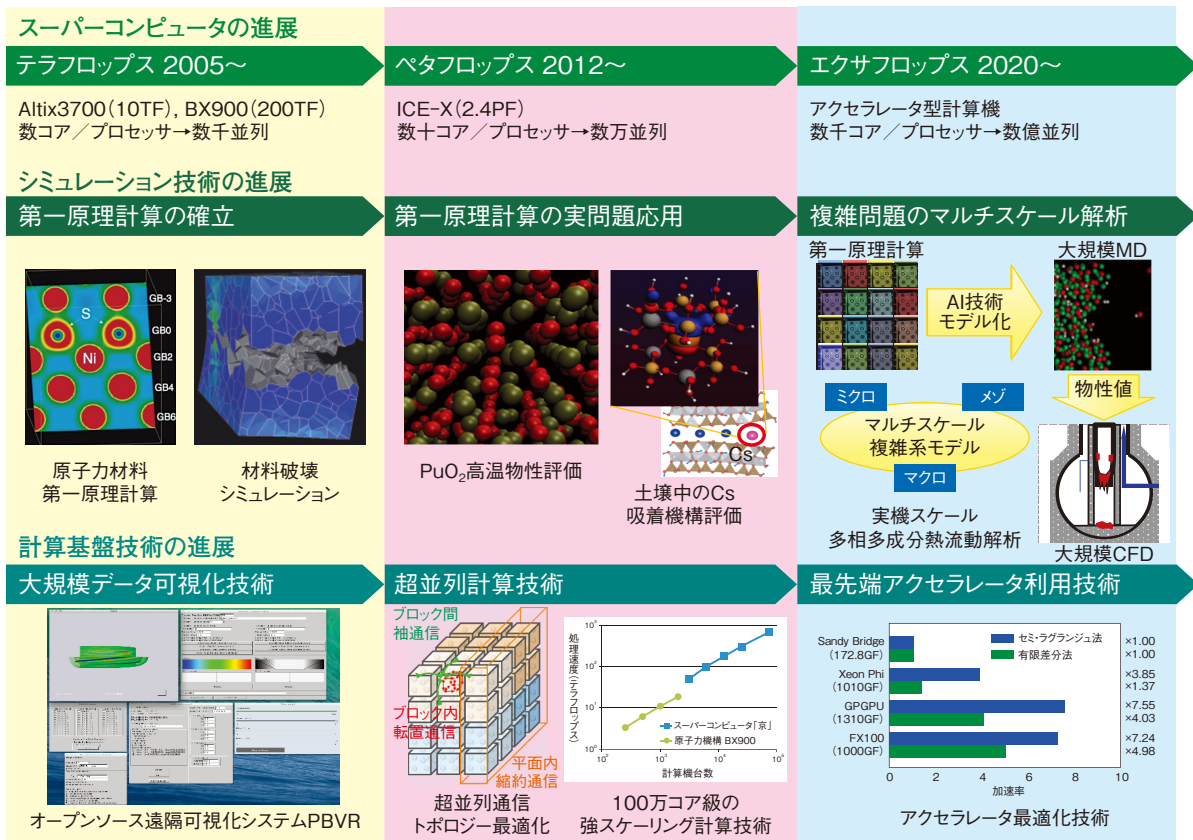 スーパーコンピュータの進展
テラフロップス 2005～
ペタフロップス 2012～
エクサフロップス 2020～
Altix3700(10TF), BX900(200TF)
数コア／プロセッサ→数千並列
ICE-X(2.4PF)
数十コア／プロセッサ→数万並列
アクセラレータ型計算機
数千コア／プロセッサ→数億並列
シミュレーション技術の進展
第一原理計算の確立
第一原理計算の実問題応用
複雑問題のマルチスケール解析
GB-3
S
GB0
Ni
GB2
GB4
GB6
原子力材料
第一原理計算
材料破壊
シミュレーション
PuO₂高温物性評価
Cs
土壌中のCs
吸着機構評価
第一原理計算
大規模MD
AI技術
モデル化
物性値
ミクロ
メゾ
マルチスケール
複雑系モデル
マクロ
実機スケール
多相多成分熱流動解析
大規模CFD
計算基盤技術の進展
大規模データ可視化技術
超並列計算技術
最先端アクセラレータ利用技術
オープンソース遠隔可視化システムPBVR
ブロック間
袖通信
ブロック内
転置通信
平面内
縮約通信
超並列通信
トポロジー最適化
処理速度(テラフロップス)
10³
10²
10¹
10⁰
スーパーコンピュータ「京」
原子力機構 BX900
10²
10³
10⁴
10⁵
計算機台数
100万コア級の
強スケーリング計算技術
セミ・ラグランジュ法
有限差分法
Sandy Bridge
(172.8GF)
×1.00
×1.00
Xeon Phi
(1010GF)
×3.85
×1.37
GPGPU
(1310GF)
×7.55
×4.03
FX100
(1000GF)
×7.24
×4.98
0 2 4 6 8 10
加速率
アクセラレータ最適化技術